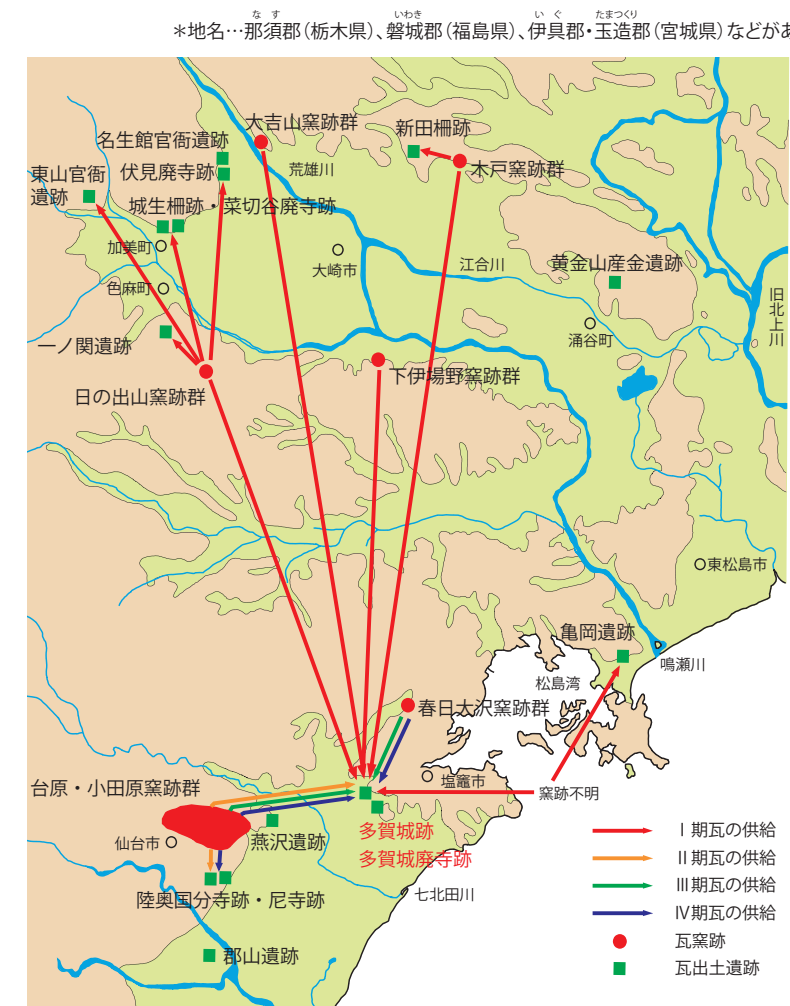 ＊地名…那須郡（栃木県）、磐城郡（福島県）、伊具郡・玉造郡（宮城県）などがあ
なす
いわき
いぐ
たまつくり
大吉山窯跡群
新田柵跡
名生館官衙遺跡
木戸窯跡群
伏見廃寺跡
荒雄川
東山官衙
遺跡
城生柵跡・菜切谷廃寺跡
加美町
大崎市
江合川
黄金山産金遺跡
色麻町
旧北上川
涌谷町
一ノ関遺跡
下伊場野窯跡群
日の出山窯跡群
東松島市
亀岡遺跡
鳴瀬川
松島湾
春日大沢窯跡群
塩竈市
台原・小田原窯跡群
窯跡不明
多賀城跡
多賀城廃寺跡
仙台市
燕沢遺跡
陸奥国分寺跡・尼寺跡
七北田川
郡山遺跡
Ⅰ期瓦の供給
Ⅱ期瓦の供給
Ⅲ期瓦の供給
Ⅳ期瓦の供給
瓦窯跡
瓦出土遺跡